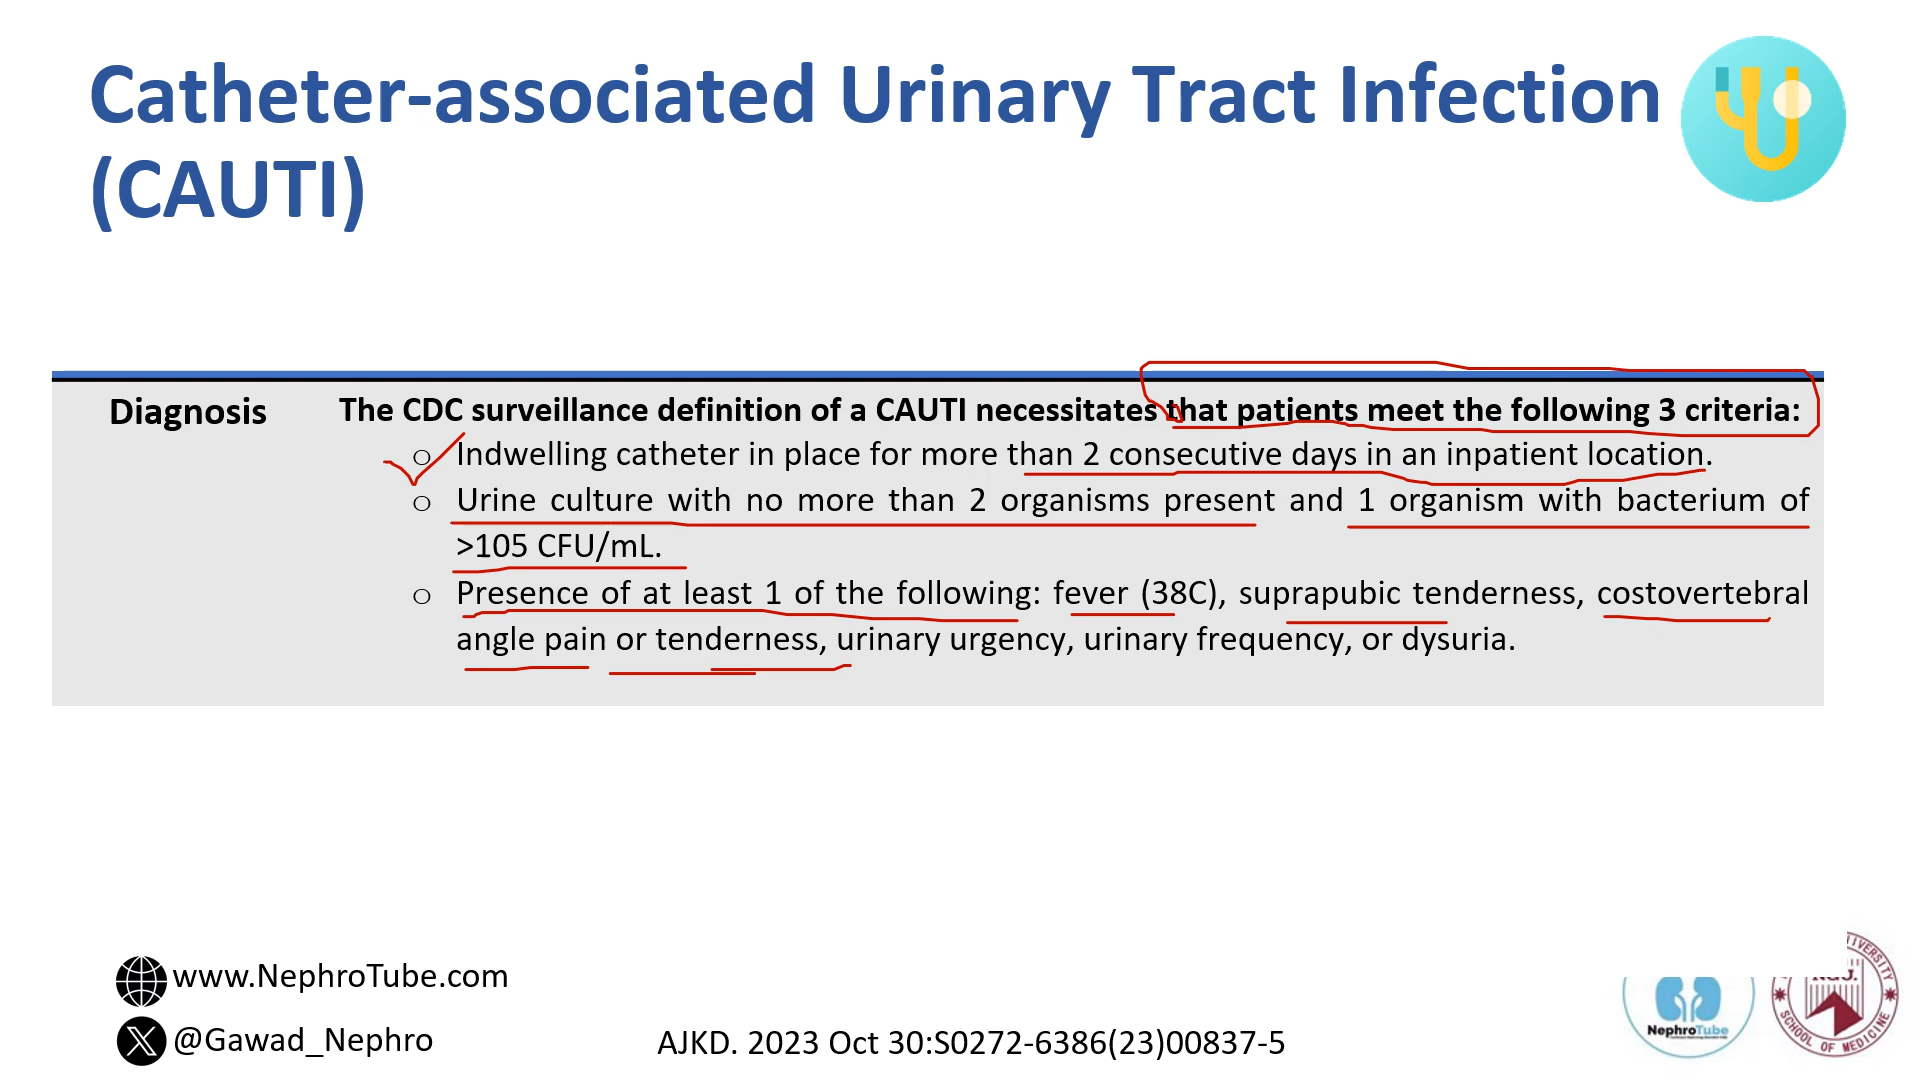 Catheter-associated Urinary Tract Infection
(CAUTI)
Diagnosis
The CDC surveillance definition of a CAUTI necessitates that patients meet the following 3 criteria:
o Indwelling catheter in place for more than 2 consecutive days in an inpatient location.
o Urine culture with no more than 2 organisms present and 1 organism with bacterium of
>105 CFU/mL.
o Presence of at least 1 of the following: fever (38C), suprapubic tenderness, costovertebral
angle pain or tenderness, urinary urgency, urinary frequency, or dysuria.
www.NephroTube.com
@Gawad_Nephro
AJKD. 2023 Oct 30:S0272-6386(23)00837-5
NephroTube
SCHOOL OF MEDICINE